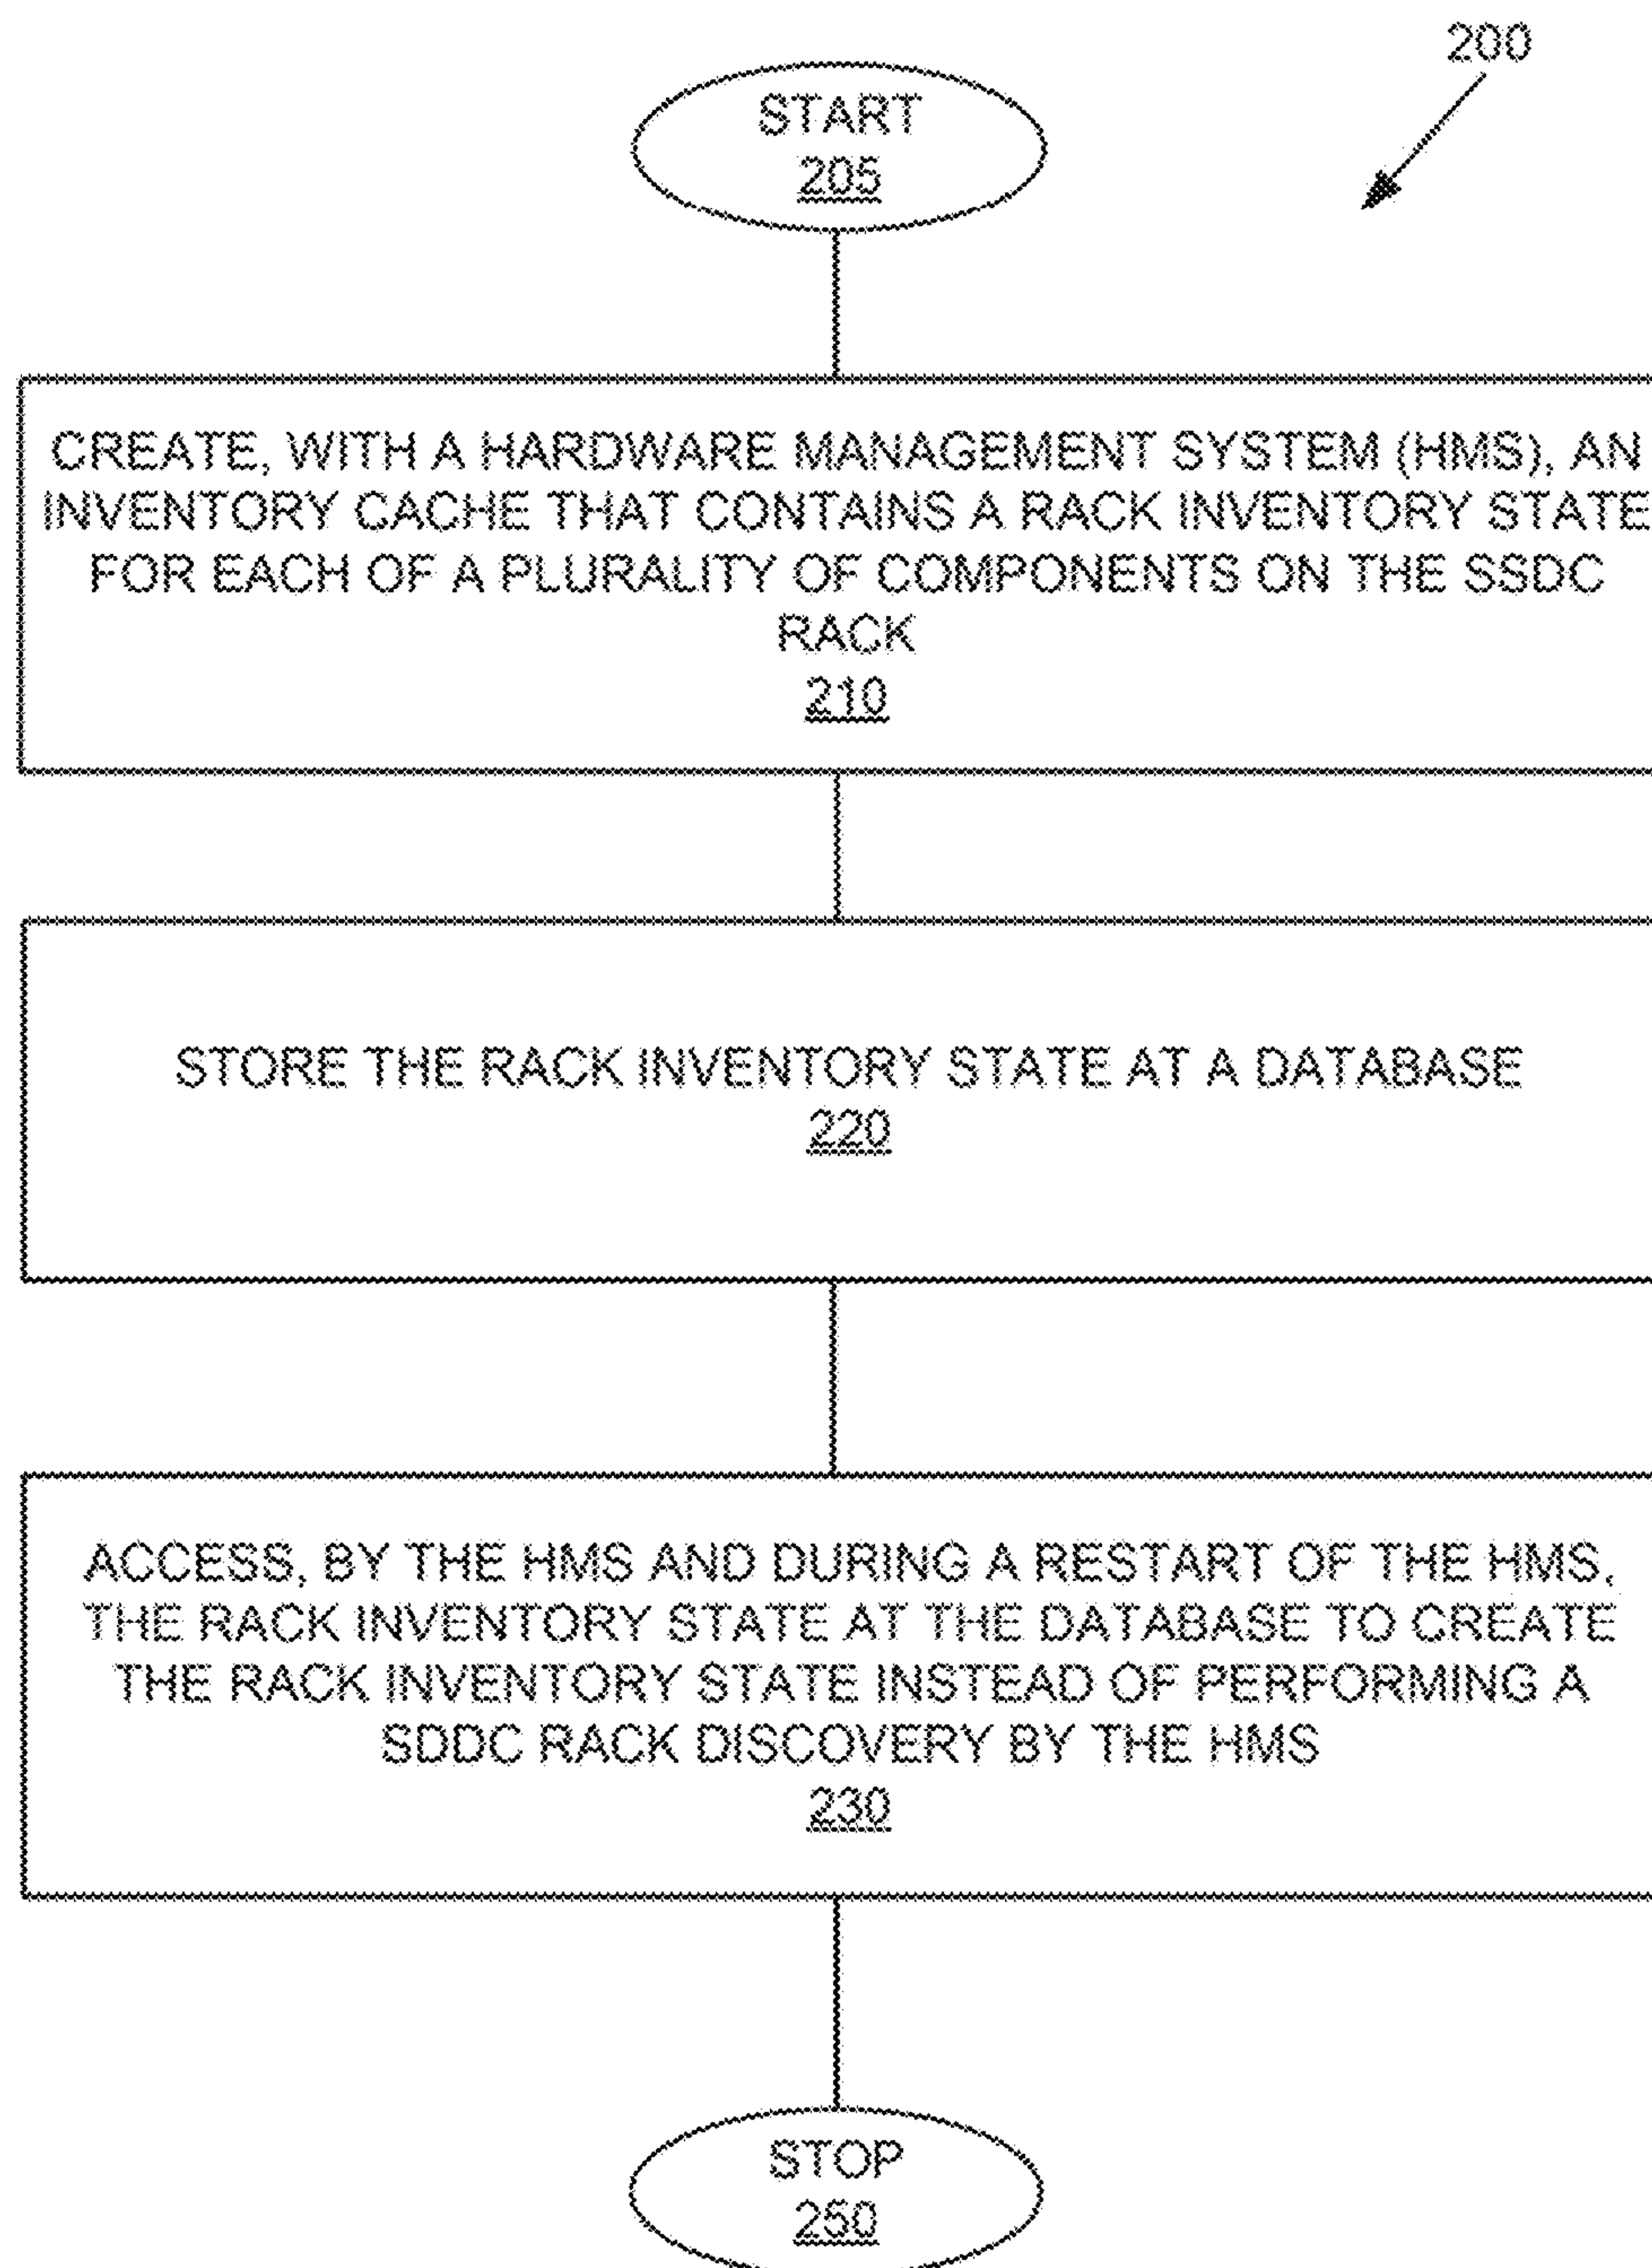 200
START
205
CREATE, WITH A HARDWARE MANAGEMENT SYSTEM (HMS), AN
INVENTORY CACHE THAT CONTAINS A RACK INVENTORY STATE
FOR EACH OF A PLURALITY OF COMPONENTS ON THE SSDC
RACK
210
STORE THE RACK INVENTORY STATE AT A DATABASE
220
ACCESS, BY THE HMS AND DURING A RESTART OF THE HMS,
THE RACK INVENTORY STATE AT THE DATABASE TO CREATE
THE RACK INVENTORY STATE INSTEAD OF PERFORMING A
SDDC RACK DISCOVERY BY THE HMS
230
STOP
250